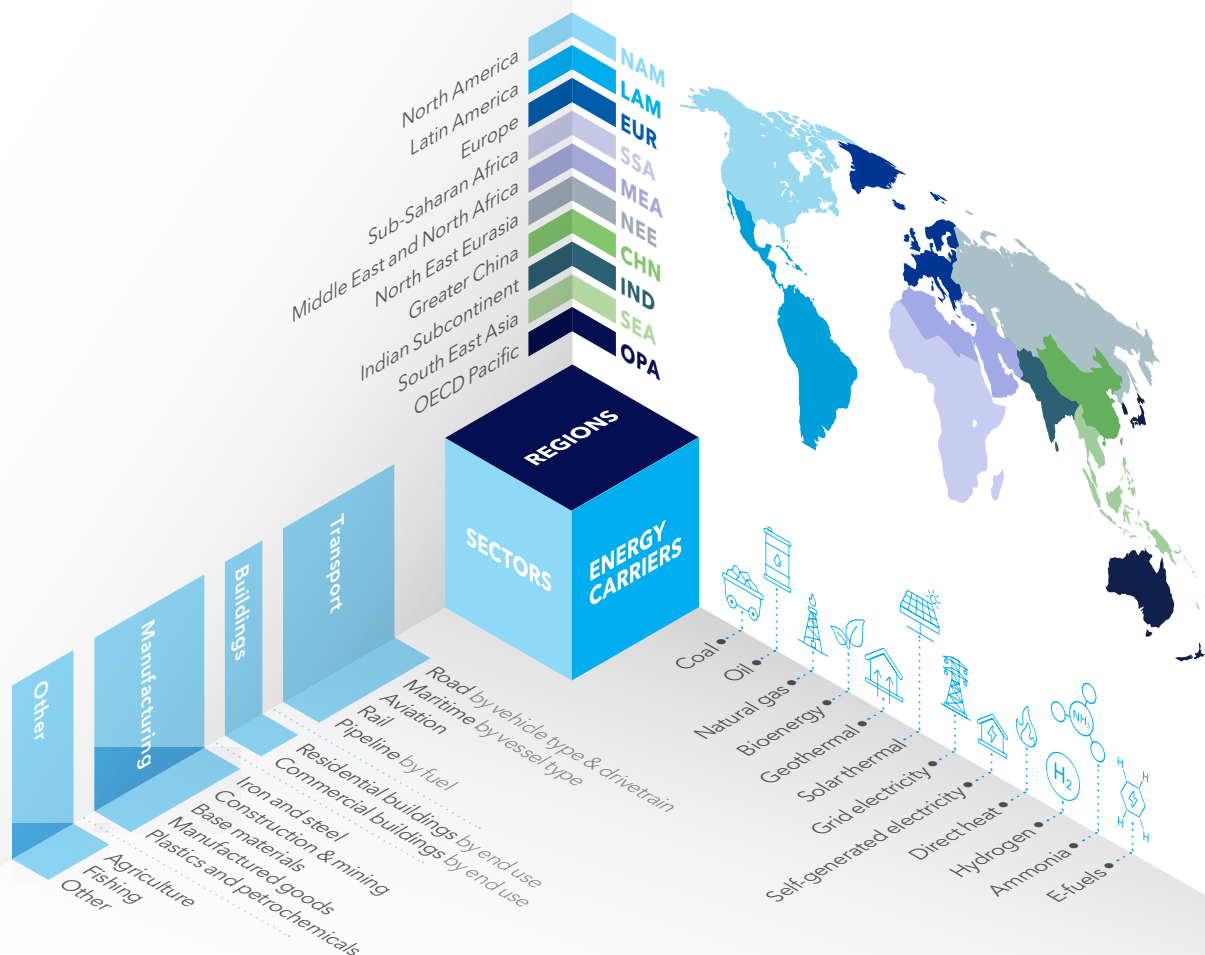 North America
Latin America
Europe
Sub-Saharan Africa
Middle East and North Africa
North East Eurasia
Greater China
Indian Subcontinent
South East Asia
OECD Pacific
NAM
LAM
EUR
SSA
MEA
NEE
CHN
IND
SEA
OPA
REGIONS
SECTORS
ENERGY
CARRIERS
Transport
Buildings
Manufacturing
Other
Road by vehicle type & drivetrain
Maritime by vessel type
Aviation
Rail
Pipeline by fuel
Residential buildings by end use
Commercial buildings by end use
Iron and steel
Construction & mining
Base materials
Manufactured goods
Plastics and petrochemicals
Agriculture
Fishing
Other
Coal
Oil
Natural gas
Bioenergy
Geothermal
Solar thermal
Grid electricity
Self-generated electricity
Direct heat
Hydrogen
Ammonia
E-fuels
NH₃
H₂
H
H
H
H